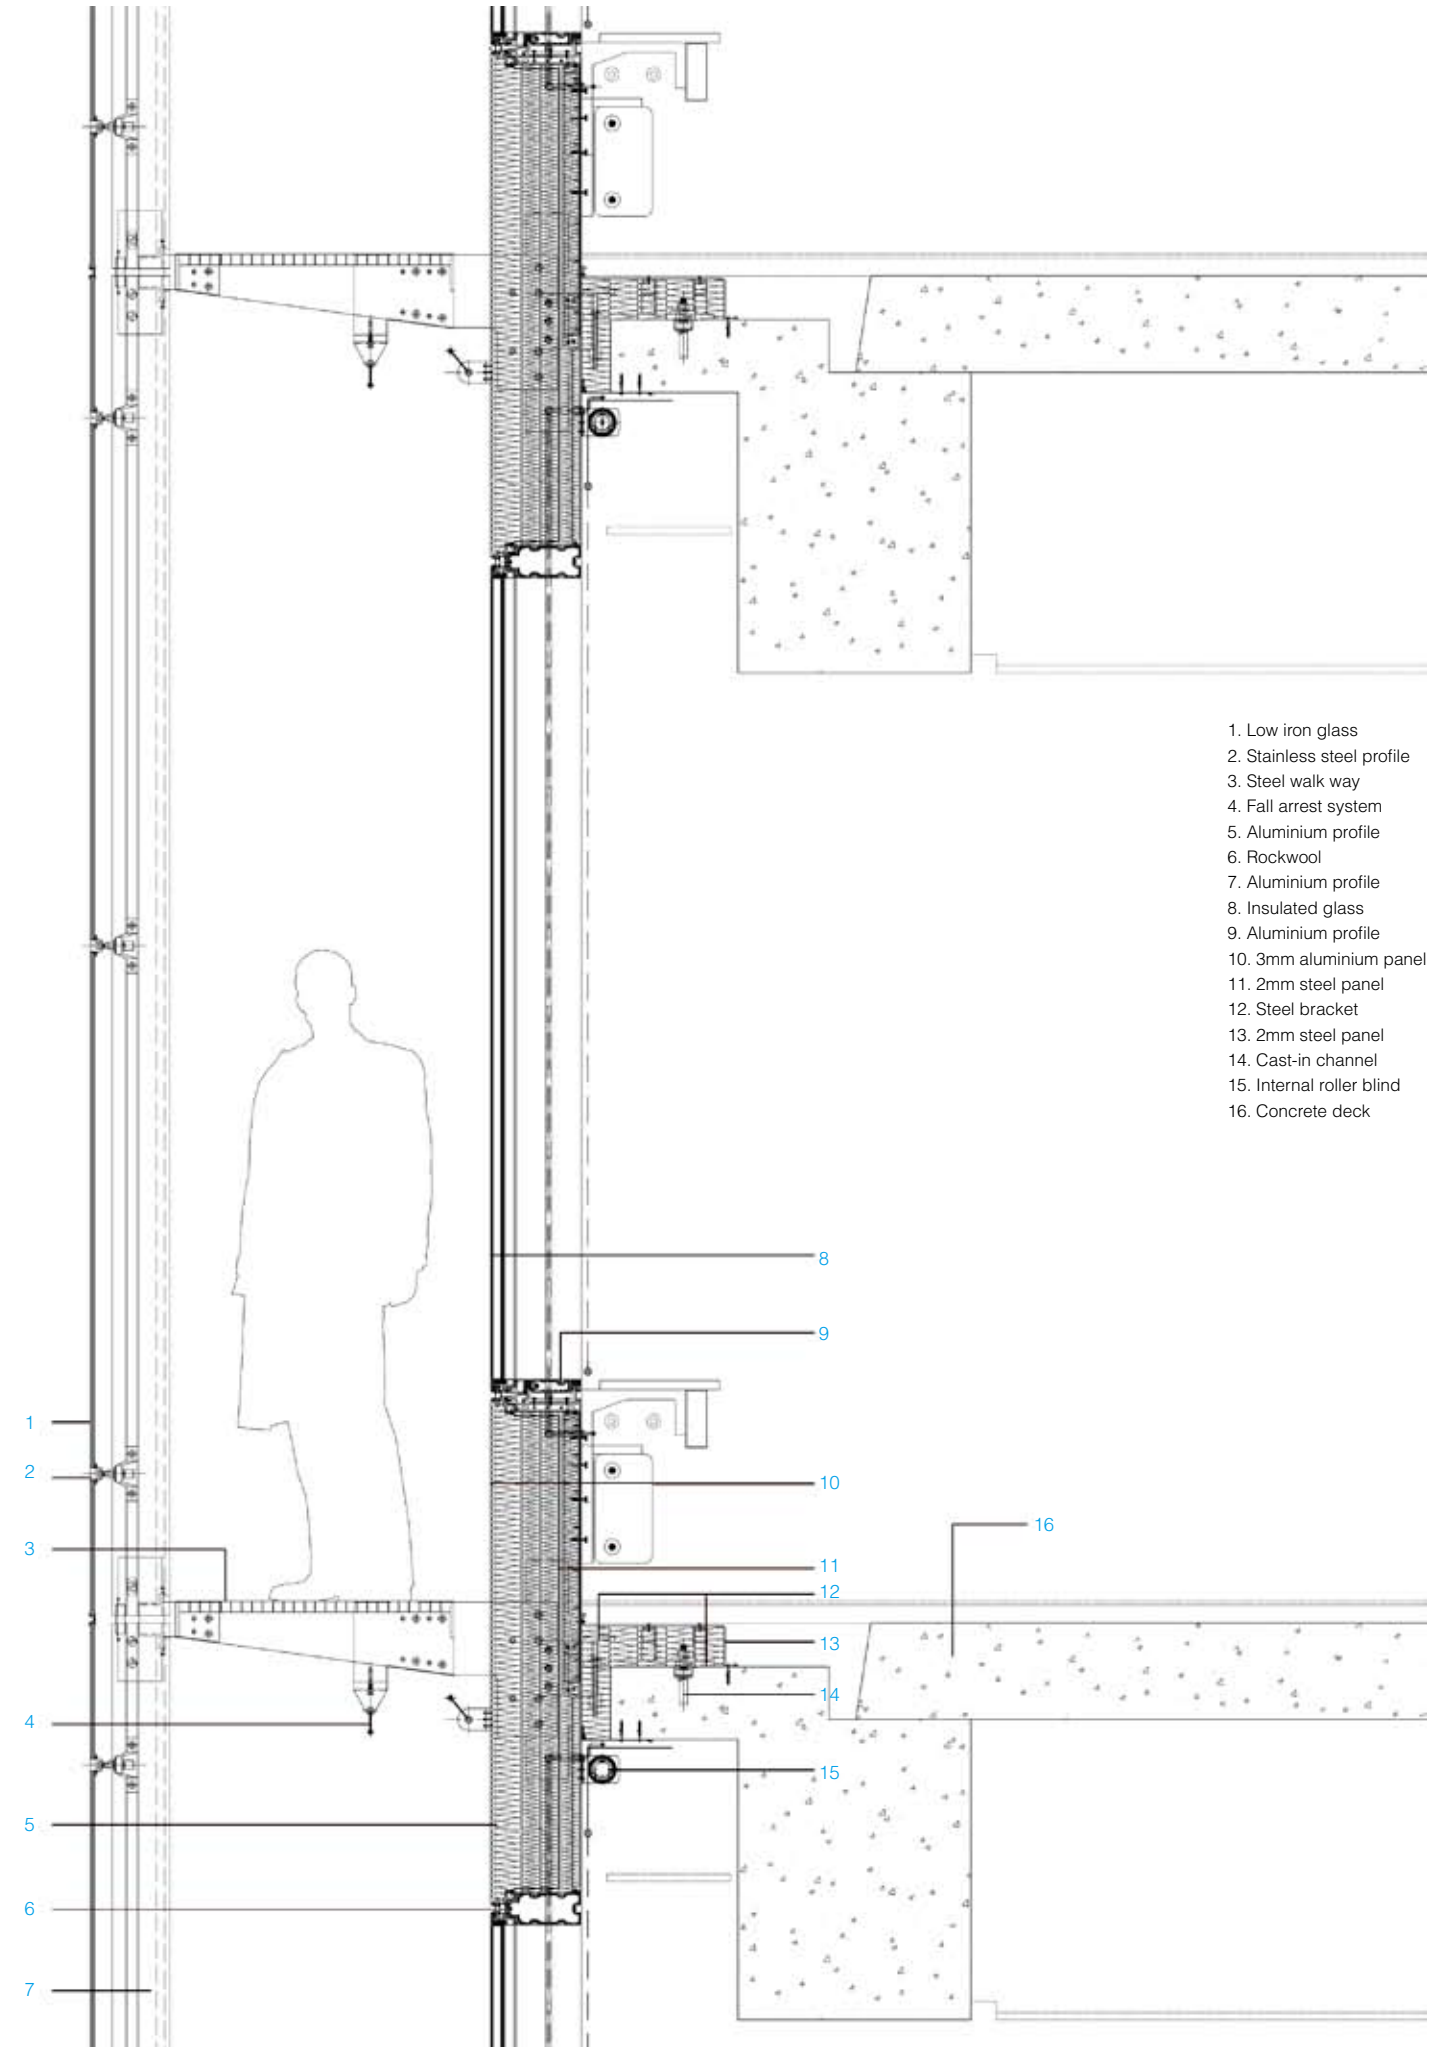 1. Low iron glass
2. Stainless steel profile
3. Steel walk way
4. Fall arrest system
5. Aluminium profile
6. Rockwool
7. Aluminium profile
8. Insulated glass
9. Aluminium profile
10. 3mm aluminium panel
11. 2mm steel panel
12. Steel bracket
13. 2mm steel panel
14. Cast-in channel
15. Internal roller blind
16. Concrete deck
8
9
1
2
10
16
3
11
12
13
14
4
15
5
6
7